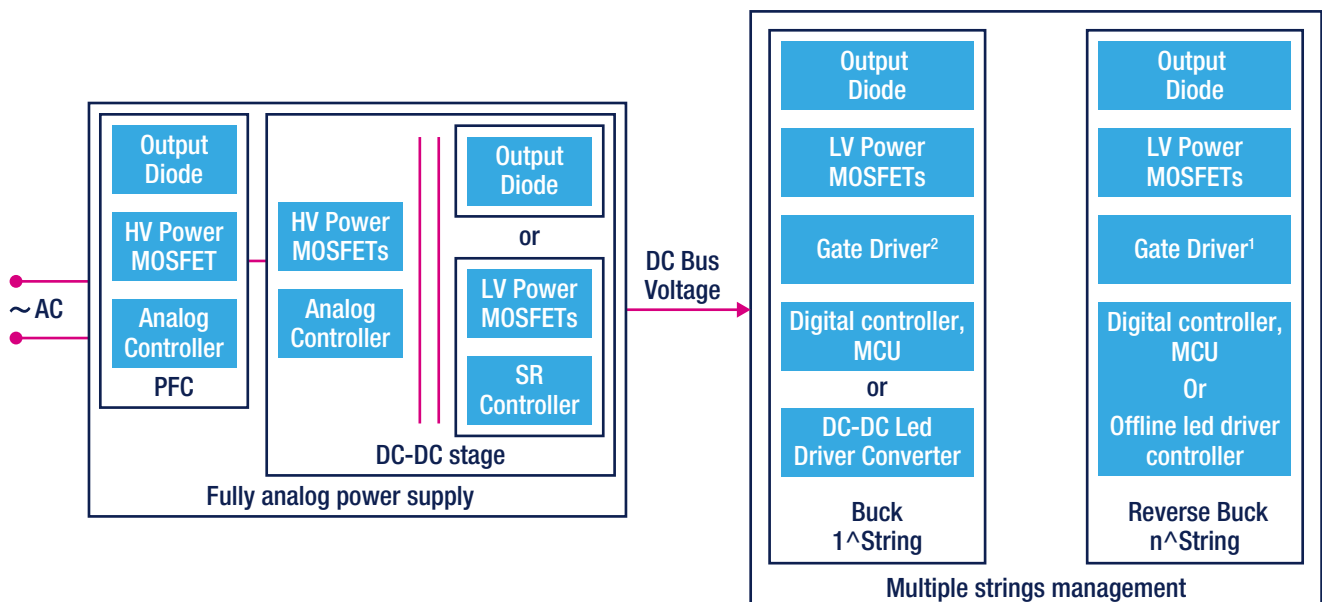 ~ AC
Output
Diode
HV Power
MOSFET
Analog
Controller
PFC
HV Power
MOSFETs
Analog
Controller
Output
Diode
or
LV Power
MOSFETs
SR
Controller
DC-DC stage
Fully analog power supply
DC Bus
Voltage
Output
Diode
LV Power
MOSFETs
Gate Driver²
Digital controller,
MCU
or
DC-DC Led
Driver Converter
Buck
1^String
Output
Diode
LV Power
MOSFETs
Gate Driver¹
Digital controller,
MCU
Or
Offline led driver
controller
Reverse Buck
n^String
Multiple strings management